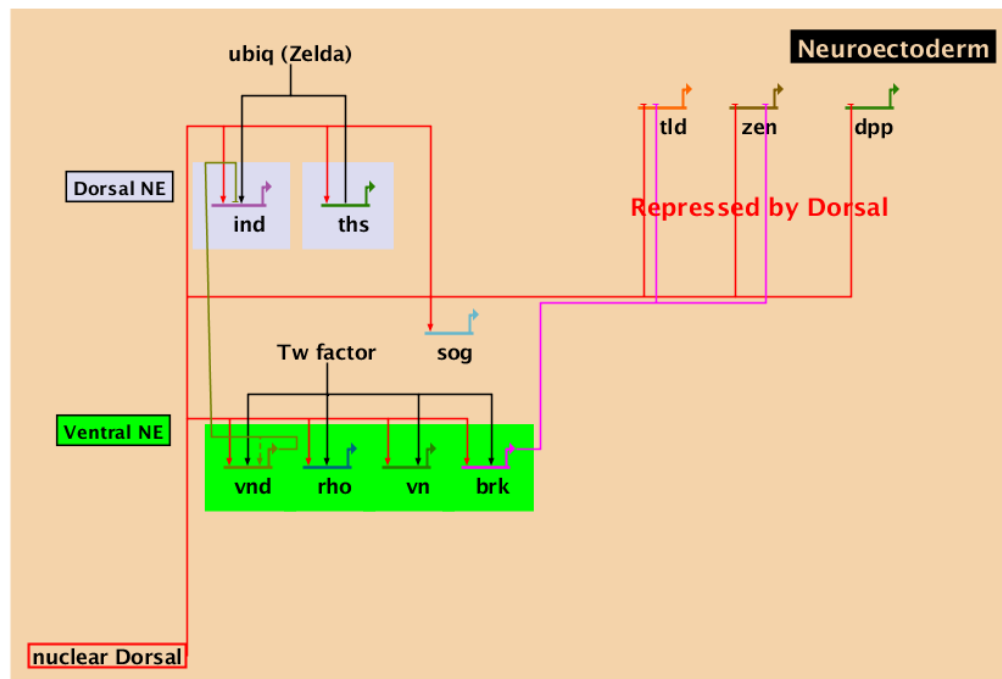 Neuroectoderm
ubiq (Zelda)
tld zen dpp
Dorsal NE
Repressed by Dorsal
ind ths
Tw factor
sog
Ventral NE
vnd rho vn brk
nuclear Dorsal